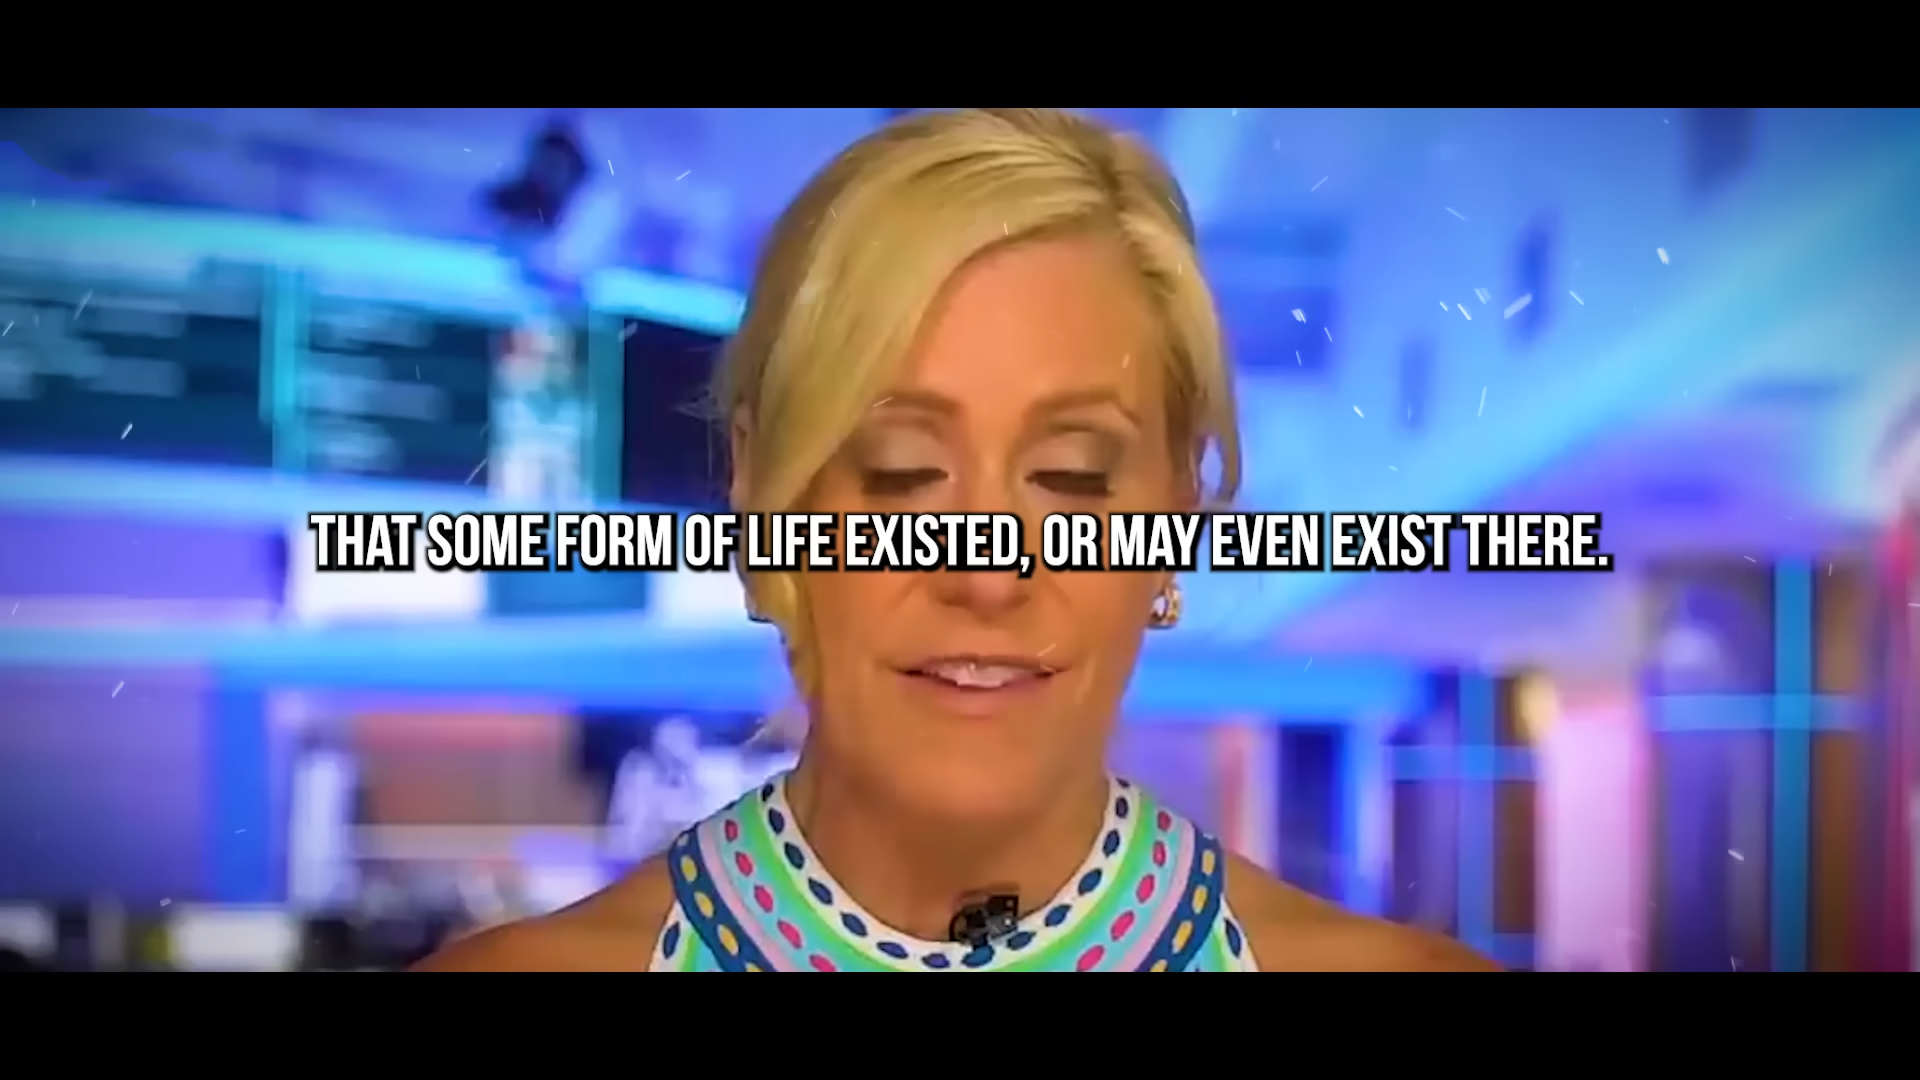 THAT SOME FORM OF LIFE EXISTED, OR MAY EVEN EXIST THERE.